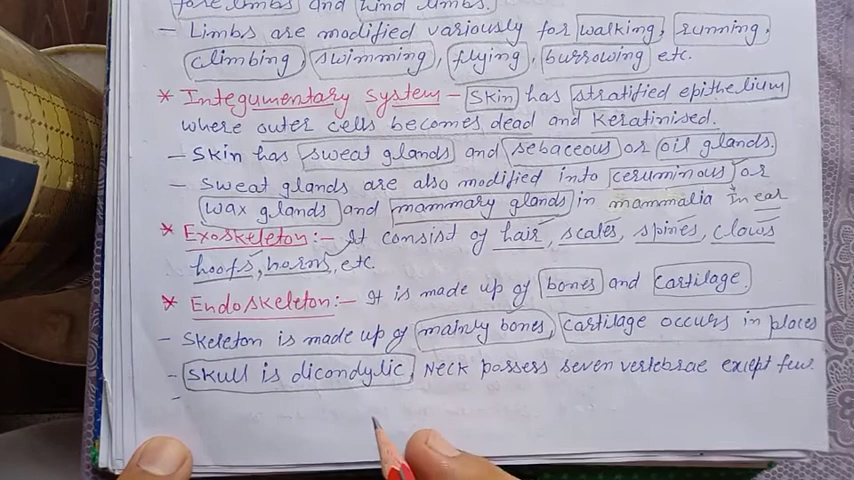 fore limbs and hind limbs.
- Limbs are modified variously for walking, running,
climbing, swimming, flying, burrowing etc.
* Integumentary System - Skin has stratified epithelium
where outer cells becomes dead and Keratinised.
- Skin has sweat glands and sebaceous or oil glands.
- Sweat glands are also modified into ceruminous or
wax glands and mammary glands in mammalia In ear
* Exoskeleton:- It consist of hair, scales, spines, claws
hoofs, horns, etc.
* Endoskeleton:- It is made up of bones and cartilage.
- Skeleton is made up of mainly bones, cartilage occurs in places
- Skull is dicondylic, Neck possess seven vertebrae except few.
-